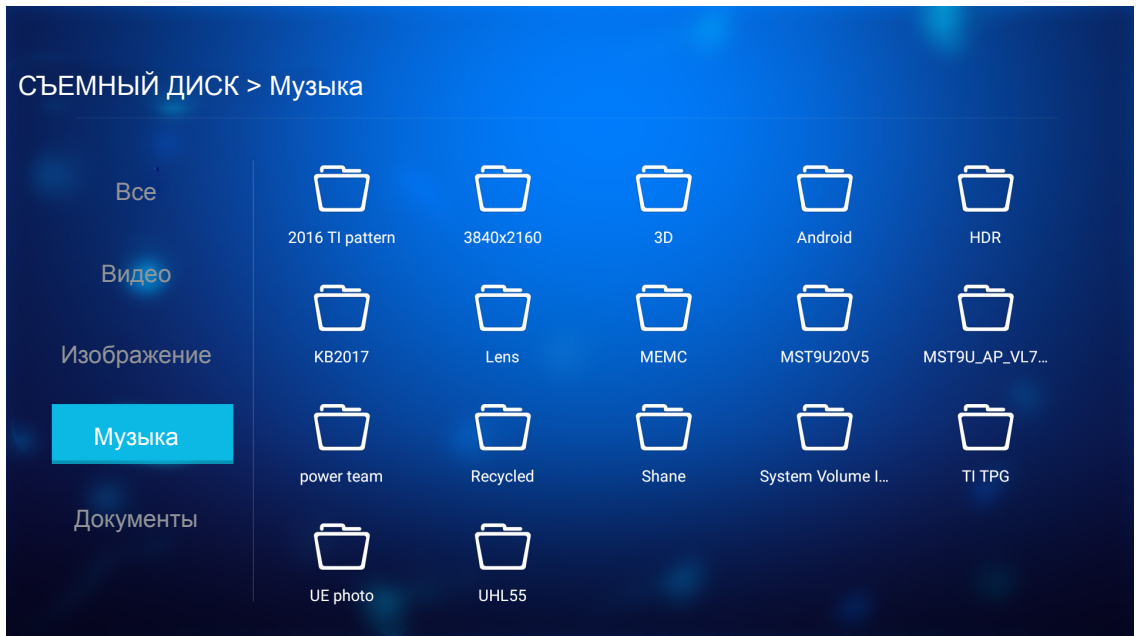 СЪЕМНЫЙ ДИСК > Музыка
Все
Видео
Изображение
Музыка
Документы
2016 TI pattern 3840x2160 3D Android HDR
KB2017 Lens MEMC MST9U20V5 MST9U_AP_VL7...
power team Recycled Shane System Volume I... TI TPG
UE photo UHL55